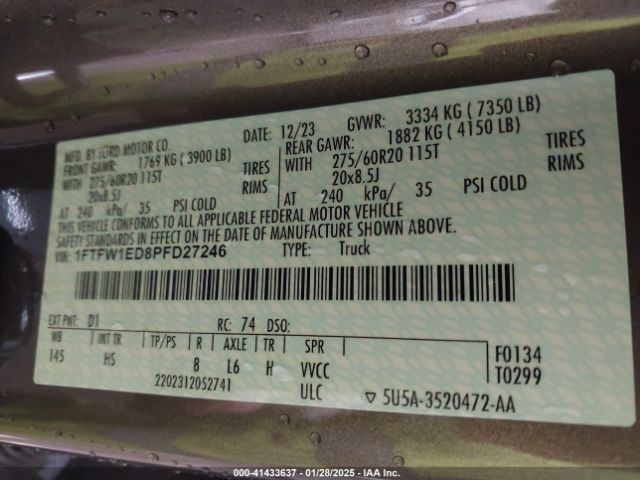 MFD. BY FORD MOTOR CO. DATE: 12/23 GVWR: 3334 KG ( 7350 LB)
FRONT GAWR: 1769 KG ( 3900 LB) REAR GAWR: 1882 KG ( 4150 LB)
WITH 275/60R20 115T TIRES WITH 275/60R20 115T TIRES
20x8.5J RIMS 20x8.5J RIMS
AT 240 kPa/ 35 PSI COLD AT 240 kPa/ 35 PSI COLD
THIS VEHICLE CONFORMS TO ALL APPLICABLE FEDERAL MOTOR VEHICLE
SAFETY STANDARDS IN EFFECT ON THE DATE OF MANUFACTURE SHOWN ABOVE.
VIN: 1FTFW1ED8PFD27246 TYPE: Truck
EXT PNT: D1 RC: 74 DSO:
WB INT TR TP/PS R AXLE TR SPR
145 HS 8 L6 H VVCC
2202312052741 ULC
F0134
T0299
5U5A-3520472-AA
000-41433637 - 01/28/2025 - IAA Inc.